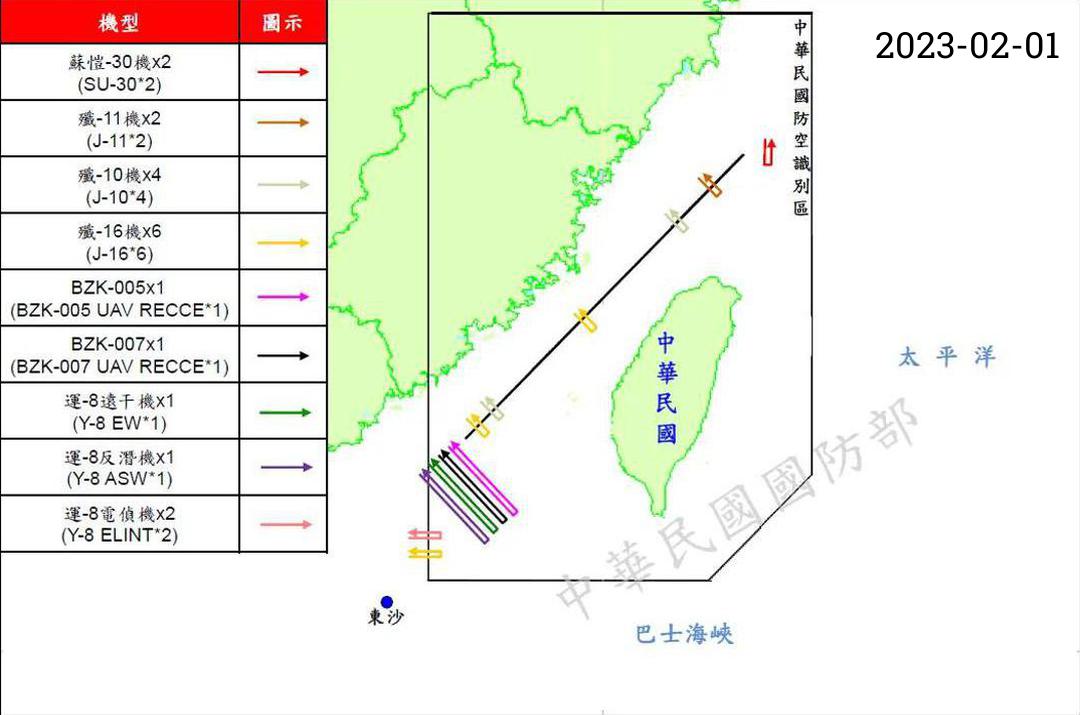 機型
圖示
2023-02-01
蘇愷-30機x2
(SU-30*2)
殲-11機x2
(J-11*2)
殲-10機x4
(J-10*4)
殲-16機x6
(J-16*6)
BZK-005x1
(BZK-005 UAV RECCE*1)
BZK-007x1
(BZK-007 UAV RECCE*1)
運-8遠干機x1
(Y-8 EW*1)
運-8反潛機x1
(Y-8 ASW*1)
運-8電偵機x2
(Y-8 ELINT*2)
中華民國防空識別區
中華民國
太平洋
中華民國國防部
東沙
巴士海峽